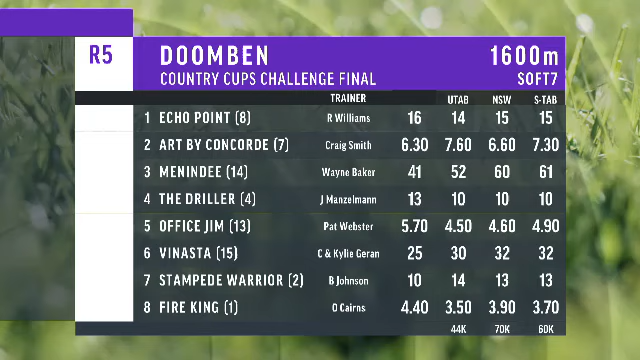 R5 DOOMBEN 1600m
COUNTRY CUPS CHALLENGE FINAL SOFT7
TRAINER UTAB NSW S-TAB
1 ECHO POINT (8) R Williams 16 14 15 15
2 ART BY CONCORDE (7) Craig Smith 6.30 7.60 6.60 7.30
3 MENINDEE (14) Wayne Baker 41 52 60 61
4 THE DRILLER (4) J Manzelmann 13 10 10 10
5 OFFICE JIM (13) Pat Webster 5.70 4.50 4.60 4.90
6 VINASTA (15) C & Kylie Geran 25 30 32 32
7 STAMPEDE WARRIOR (2) B Johnson 10 14 13 13
8 FIRE KING (1) O Cairns 4.40 3.50 3.90 3.70
44K 70K 60K